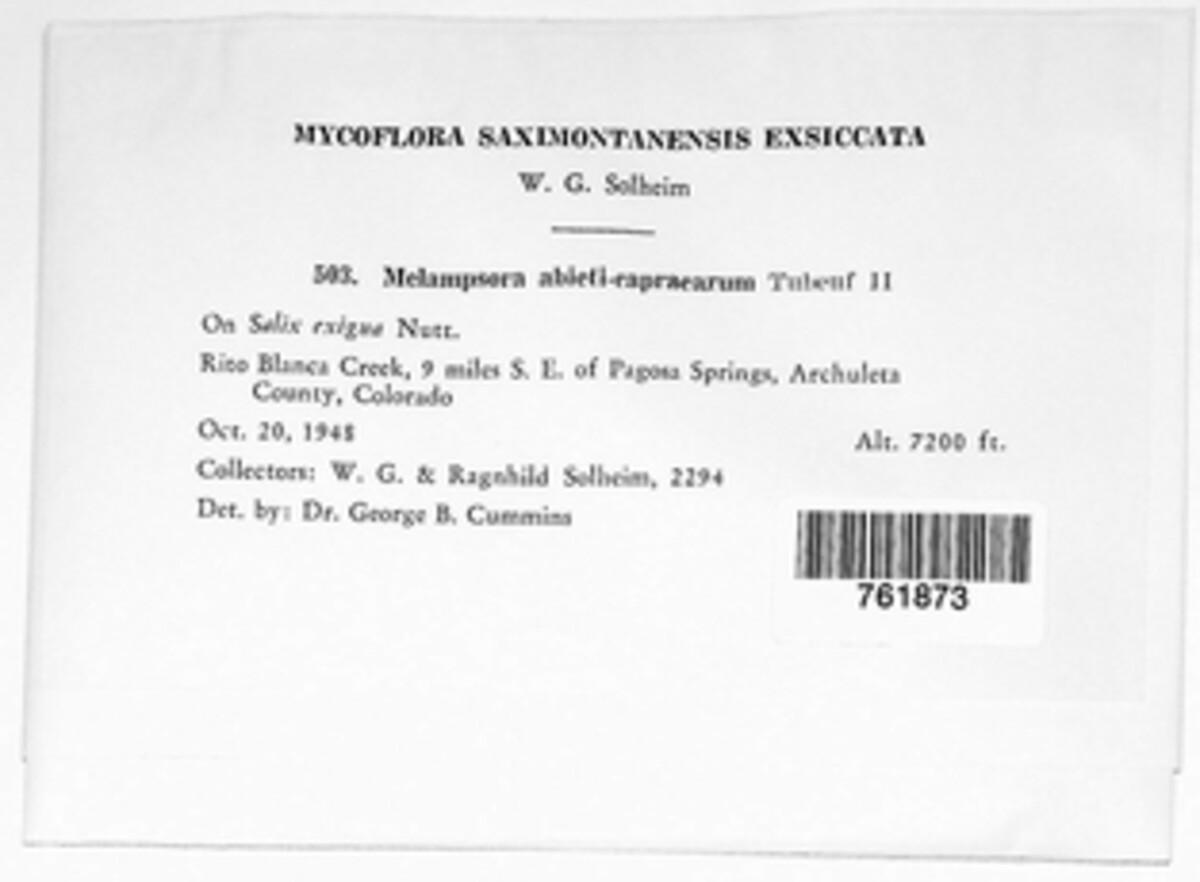 MYCOFLORA SAXIMONTANENSIS EXSICCATA
W. G. Solheim
503. Melampsora abieti-capraearum Tubeuf II
On Salix exigua Nutt.
Rito Blanca Creek, 9 miles S. E. of Pagosa Springs, Archuleta
County, Colorado
Oct. 20, 1948
Alt. 7200 ft.
Collectors: W. G. & Ragnhild Solheim, 2294
Det. by: Dr. George B. Cummins
761873